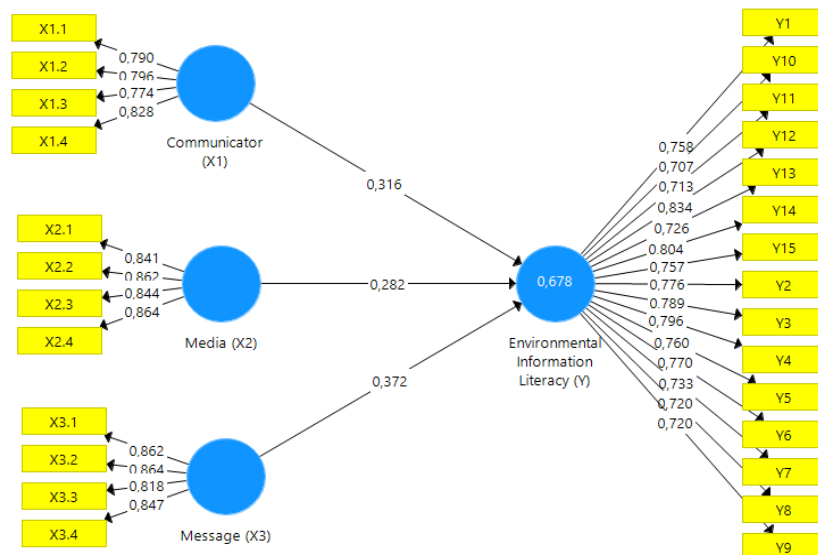 X1.1
X1.2
X1.3
X1.4
0,790
0,796
0,774
0,828
Communicator
(X1)
0,316
X2.1
X2.2
X2.3
X2.4
0,841
0,862
0,844
0,864
Media (X2)
0,282
X3.1
X3.2
X3.3
X3.4
0,862
0,864
0,818
0,847
Message (X3)
0,372
0,678
Environmental
Information
Literacy (Y)
0,758
0,707
0,713
0,834
0,726
0,804
0,757
0,776
0,789
0,796
0,760
0,770
0,733
0,720
0,720
Y1
Y10
Y11
Y12
Y13
Y14
Y15
Y2
Y3
Y4
Y5
Y6
Y7
Y8
Y9